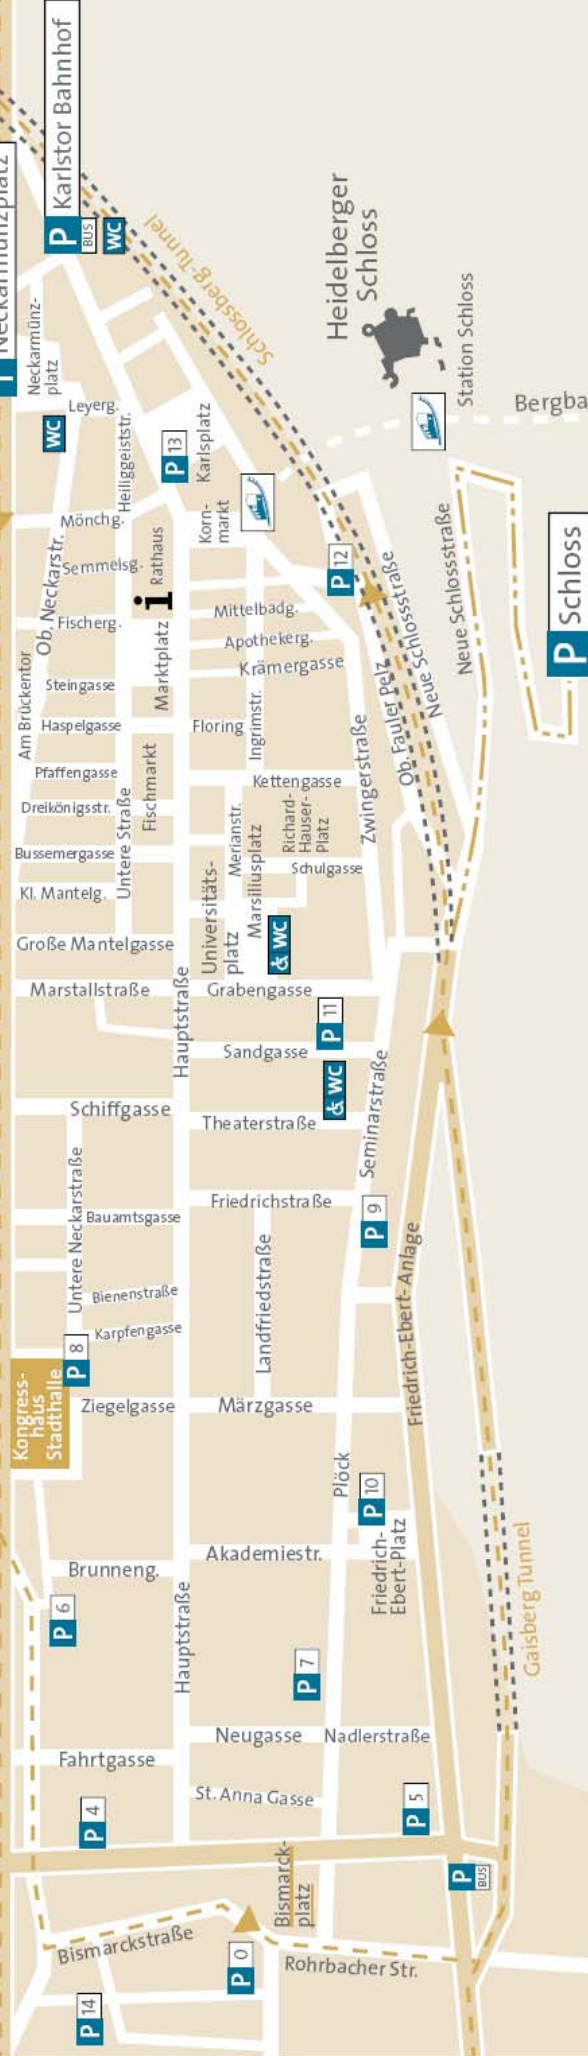 Karlstor Bahnhof
P
BUS
WC
Schlossberg-Tunnel
Neckarmünz-
platz
Leyerg.
WC
Heiliggeiststr.
P 13
Karlsplatz
Heidelberger
Schloss
Station Schloss
Mönchg.
Ob. Neckarstr.
Semmelsg.
Rathaus
i
Korn-
markt
P 12
Neue Schlossstraße
Neue Schlossstraße
P Schloss
Fischerg.
Marktplatz
Mittelbadg.
Apothekerg.
Krämergasse
Am Brückentor
Steingasse
Haspelgasse
Floring
Ingrimstr.
Ob. Fauler Pelz
Zwingerstraße
Pfaffengasse
Fischmarkt
Kettengasse
Dreikönigsstr.
Untere Straße
Merianstr.
Richard-
Hauser-
Platz
Bussemergasse
Marsiliusplatz
Schulgasse
Kl. Mantelg.
Universitäts-
platz
WC
Große Mantelgasse
Marstallstraße
Hauptstraße
Grabengasse
P 11
Sandgasse
WC
Schiffgasse
Theaterstraße
Seminarstraße
Untere Neckarstraße
Bauamtsgasse
Friedrichstraße
P 9
Bienenstraße
Landfriedstraße
Friedrich-Ebert-Anlage
Karpfengasse
P 8
Kongress-
haus
Stadthalle
Ziegelgasse
Märzgasse
Plöck
P 10
Friedrich-
Ebert-Platz
Akademiestr.
Brunneng.
P 6
Hauptstraße
Gaisberg Tunnel
P 7
Neugasse
Nadlerstraße
Fahrtgasse
St. Anna Gasse
P 4
P 5
Bismarck-
platz
P
BUS
Bismarckstraße
P 0
Rohrbacher Str.
P 14